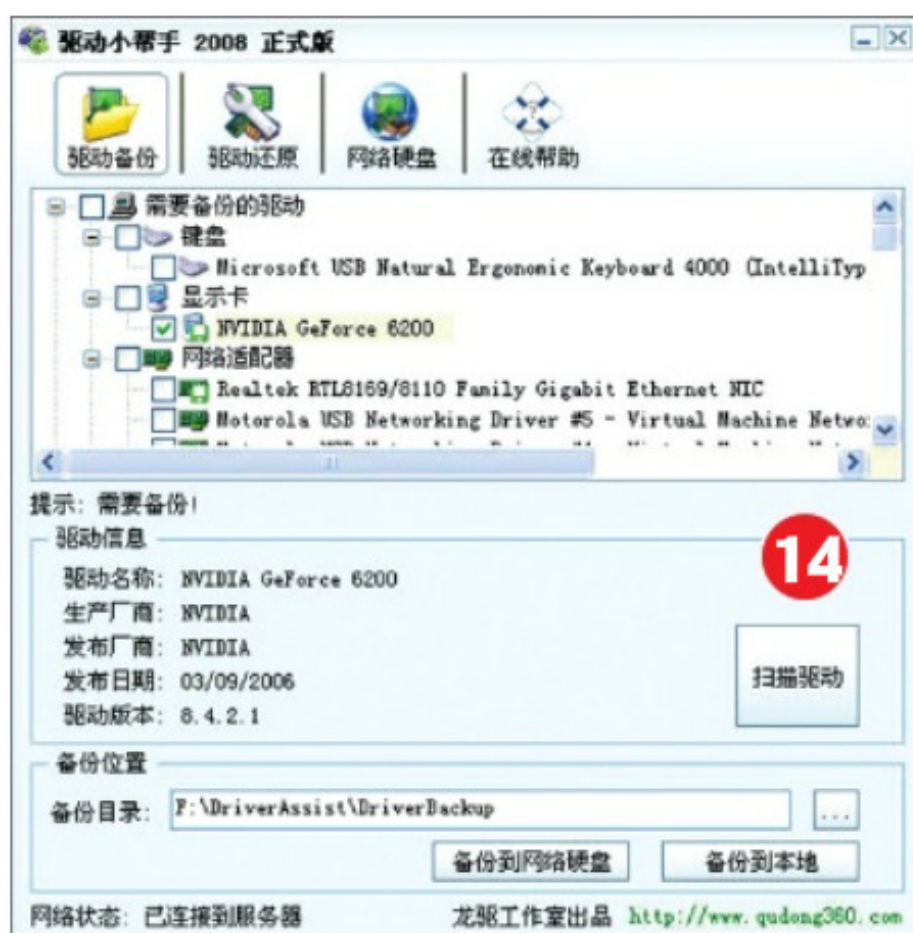 驱动小帮手 2008 正式版
驱动备份 驱动还原 网络硬盘 在线帮助
需要备份的驱动
键盘
Microsoft USB Natural Ergonomic Keyboard 4000 (IntelliTyp
显示卡
NVIDIA GeForce 6200
网络适配器
Realtek RTL8169/8110 Family Gigabit Ethernet NIC
Motorola USB Networking Driver #5 - Virtual Machine Netwo
提示: 需要备份!
驱动信息
14
驱动名称: NVIDIA GeForce 6200
生产厂商: NVIDIA
发布厂商: NVIDIA
发布日期: 03/09/2006
扫描驱动
驱动版本: 8.4.2.1
备份位置
备份目录: F:\DriverAssist\DriverBackup ...
备份到网络硬盘 备份到本地
网络状态: 已连接到服务器 龙驱工作室出品 http://www.qudong360.com